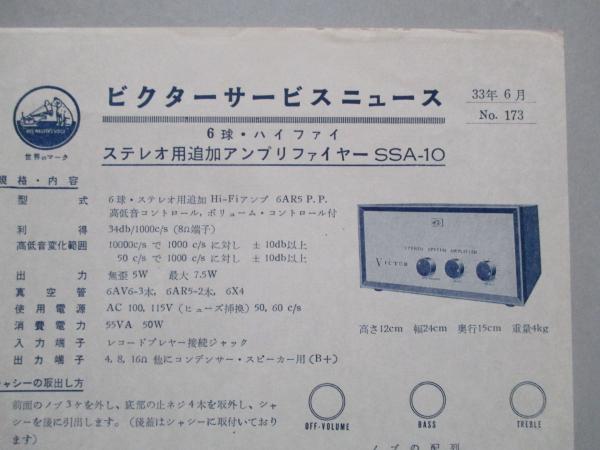 ビクターサービスニュース
33年 6月
No. 173
世界のマーク
6球・ハイファイ
ステレオ用追加アンプリファイヤー SSA-10
規格・内容
型式 6球・ステレオ用追加 Hi-Fiアンプ 6AR5 P.P.
高低音コントロール, ボリューム・コントロール付
利得 34db/1000c/s (8Ω端子)
高低音変化範囲 10000c/s で 1000 c/s に対し ±10db以上
50 c/s で 1000 c/s に対し ±10db以上
出力 無歪 5W 最大 7.5W
真空管 6AV6-3本, 6AR5-2本, 6X4
使用電源 AC 100, 115V (ヒューズ挿換) 50, 60 c/s
消費電力 55VA 50W
入力端子 レコードプレヤー接続ジャック
出力端子 4, 8, 16Ω 他にコンデンサー・スピーカー用 (B+)
STEREO SYSTEM AMPLIFIER
VICTOR
高さ12cm 幅24cm 奥行15cm 重量4kg
シャシーの取出し方
前面のノブ3ケを外し、底部の止ネジ4本を取外し、シャ
シーを後に引出します。(後蓋はシャシーに取付いており
ます)
OFF-VOLUME
BASS
TREBLE
ノブの配列